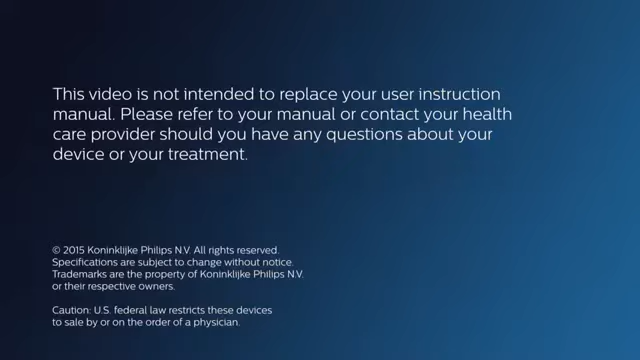 This video is not intended to replace your user instruction
manual. Please refer to your manual or contact your health
care provider should you have any questions about your
device or your treatment.
© 2015 Koninklijke Philips N.V. All rights reserved.
Specifications are subject to change without notice.
Trademarks are the property of Koninklijke Philips N.V.
or their respective owners.
Caution: U.S. federal law restricts these devices
to sale by or on the order of a physician.